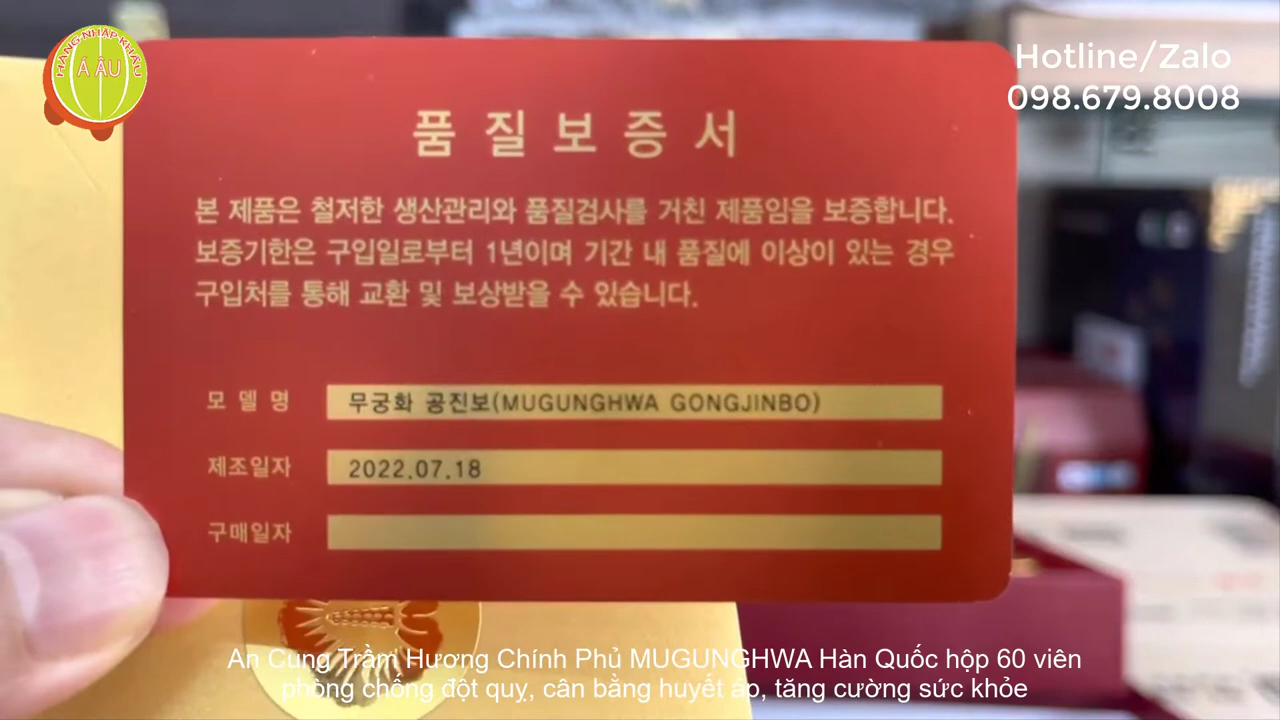 HÀNG NHẬP KHẨU
Á ÂU
Hotline/Zalo
098.679.8008
품질보증서
본 제품은 철저한 생산관리와 품질검사를 거친 제품임을 보증합니다.
보증기한은 구입일로부터 1년이며 기간 내 품질에 이상이 있는 경우
구입처를 통해 교환 및 보상받을 수 있습니다.
모델명 무궁화 공진보(MUGUNGHWA GONGJINBO)
제조일자 2022.07.18
구매일자
An Cung Trầm Hương Chính Phủ MUGUNGHWA Hàn Quốc hộp 60 viên
phòng chống đột quỵ, cân bằng huyết áp, tăng cường sức khỏe